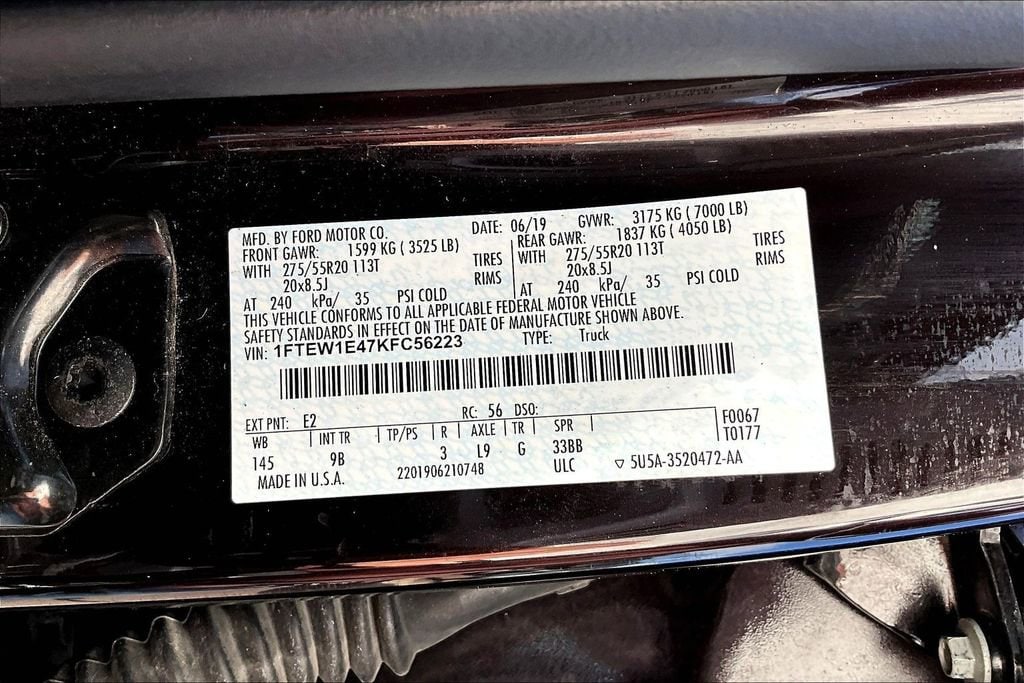 MFD. BY FORD MOTOR CO. DATE: 06/19 GVWR: 3175 KG ( 7000 LB)
FRONT GAWR: 1599 KG ( 3525 LB) REAR GAWR: 1837 KG ( 4050 LB)
WITH 275/55R20 113T TIRES WITH 275/55R20 113T TIRES
20x8.5J RIMS 20x8.5J RIMS
AT 240 kPa/ 35 PSI COLD AT 240 kPa/ 35 PSI COLD
THIS VEHICLE CONFORMS TO ALL APPLICABLE FEDERAL MOTOR VEHICLE
SAFETY STANDARDS IN EFFECT ON THE DATE OF MANUFACTURE SHOWN ABOVE.
VIN: 1FTEW1E47KFC56223 TYPE: Truck
EXT PNT: E2 RC: 56 DSO:
WB INT TR TP/PS R AXLE TR SPR F0067
145 9B 3 L9 G 33BB T0177
MADE IN U.S.A. 2201906210748 ULC ▽ 5U5A-3520472-AA